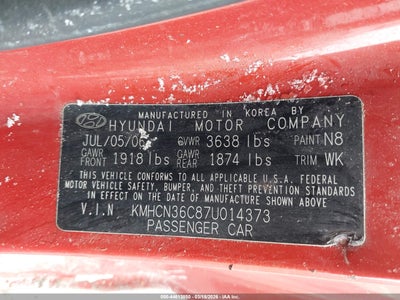 MANUFACTURED IN KOREA BY
HYUNDAI MOTOR COMPANY
JUL/05/06 GVWR 3638 lbs PAINT N8
GAWR FRONT 1918 lbs GAWR REAR 1874 lbs TRIM WK
THIS VEHICLE CONFORMS TO ALL APPLICABLE U.S. FEDERAL
MOTOR VEHICLE SAFETY, BUMPER, AND THEFT PREVENTION STANDARDS
IN EFFECT ON THE DATE OF MANUFACTURE SHOWN ABOVE.
V.I.N KMHCN36C87U014373
PASSENGER CAR